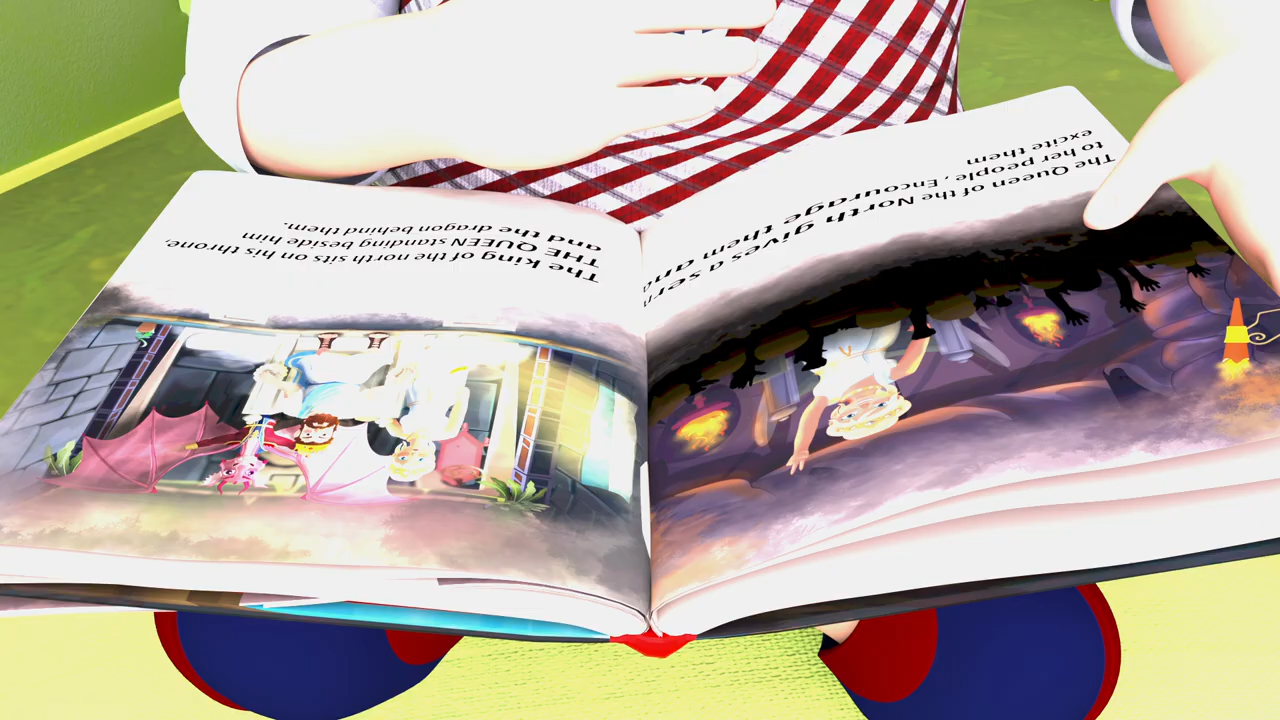 The Queen of the North gives a
to her people , Encourage them and
excite them
The king of the north sits on his throne,
THE QUEEN standing beside him
and the dragon behind them.